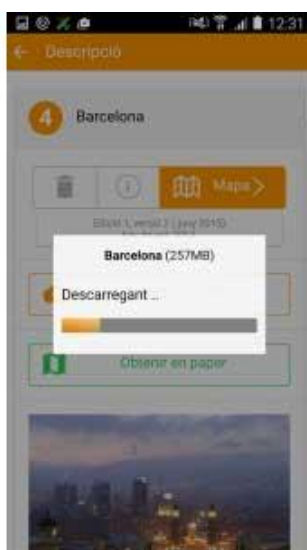 12:31
← Descripció
4 Barcelona
Mapa >
Barcelona (257MB)
Descarregant ...
Obtenir en paper